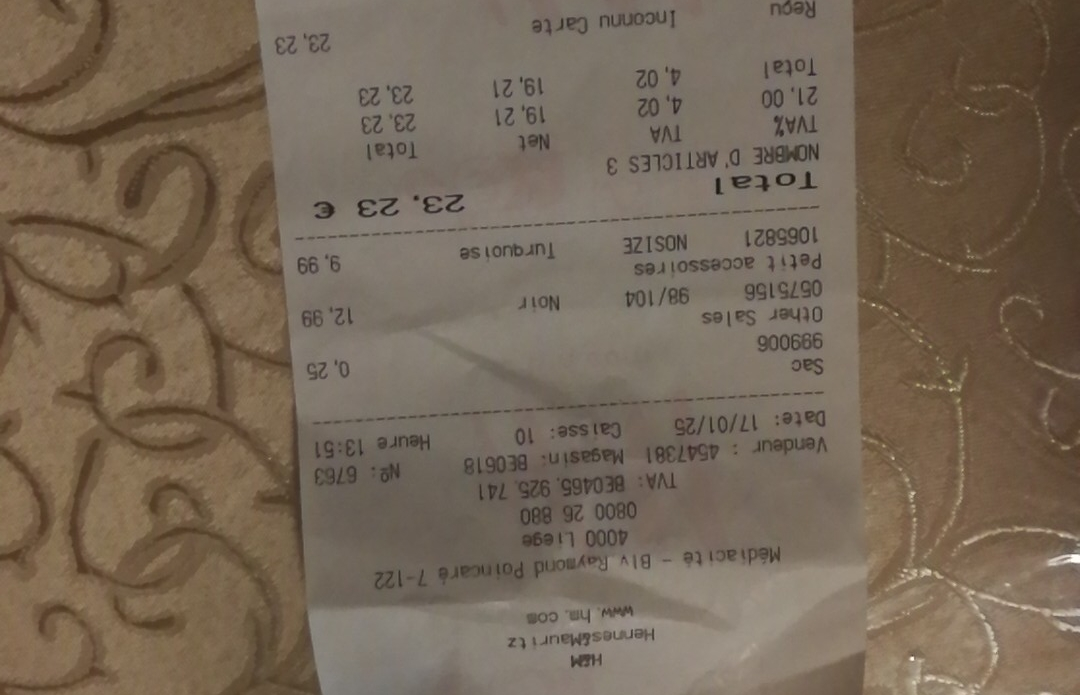 H&M
Hennes&Mauritz
www.hm.com
Médiacité - Blv Raymond Poincaré 7-122
4000 Liege
0800 26 880
TVA: BE0465.925.741
Vendeur : 4547381 Magasin: BE0618 Nº: 6763
Date: 17/01/25 Caisse: 10 Heure 13:51
Sac
999006 0,25
Other Sales
0575156 98/104 Noir 12,99
Petit accessoires
1065821 NOSIZE Turquoise 9,99
Total 23,23 €
NOMBRE D'ARTICLES 3
TVA% TVA Net Total
21,00 4,02 19,21 23,23
Total 4,02 19,21 23,23
Reçu Inconnu Carte 23,23